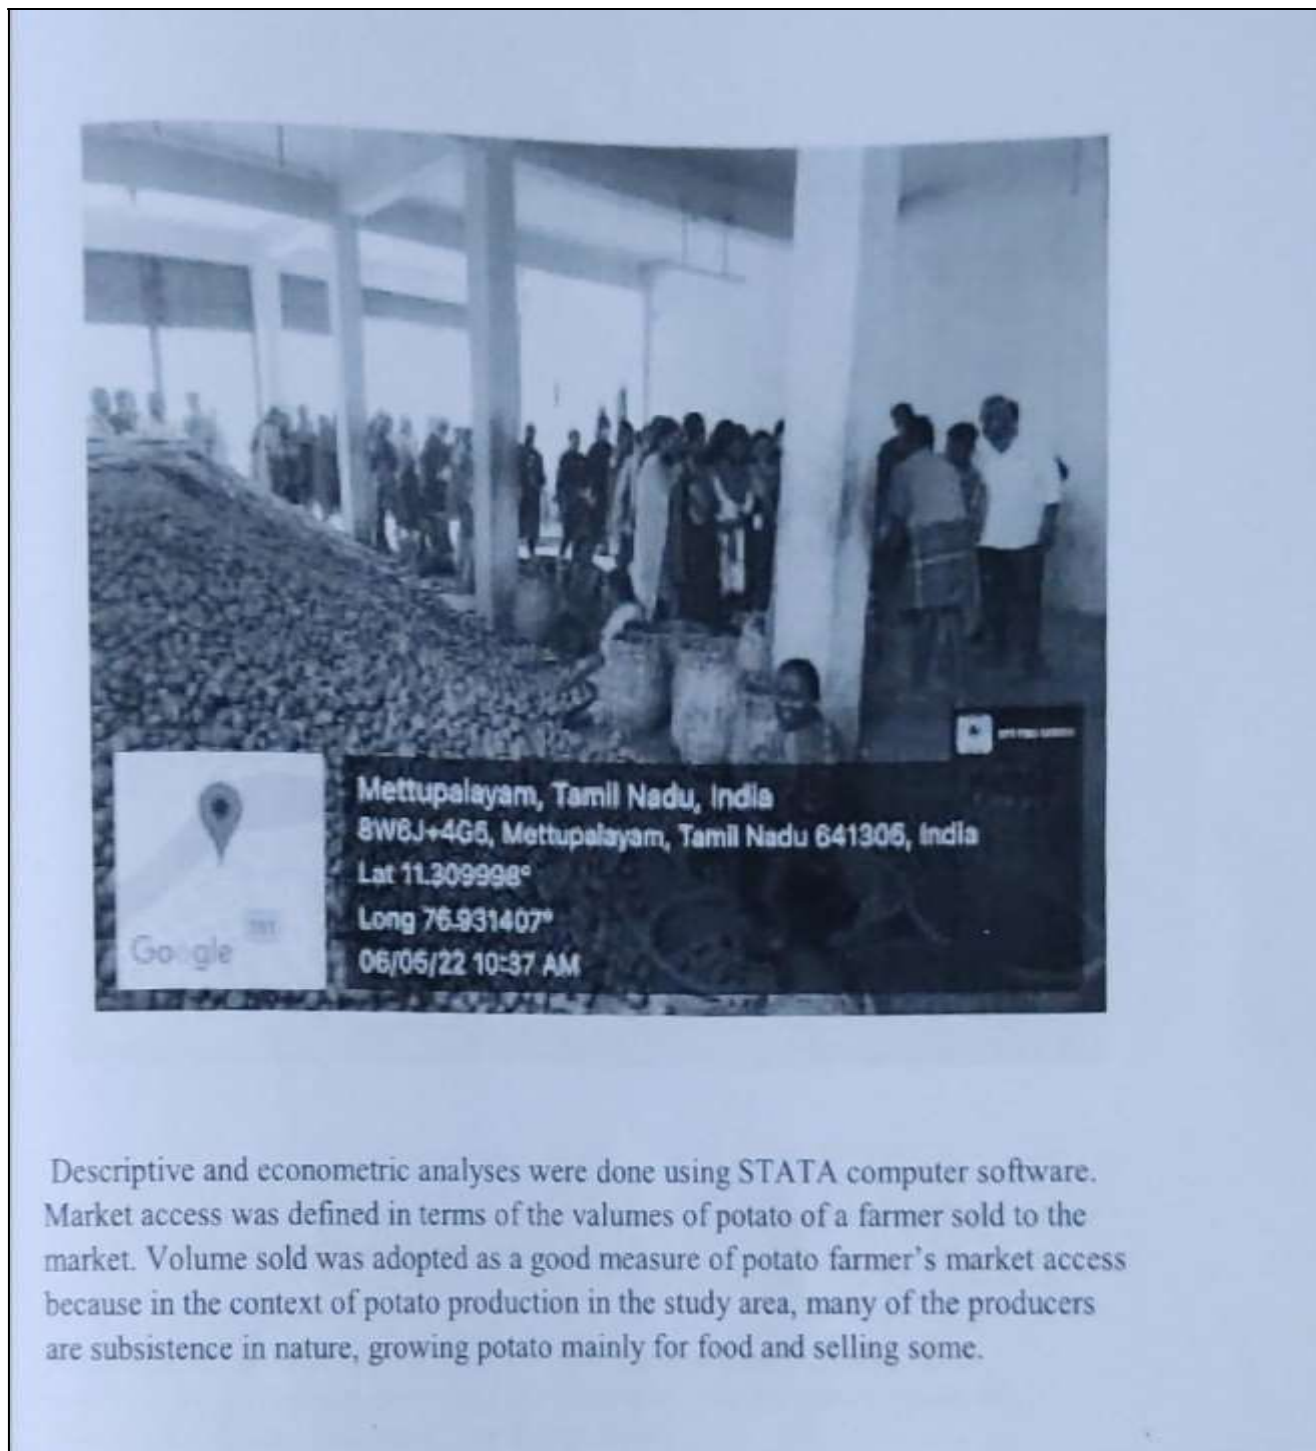 Mettupalayam, Tamil Nadu, India
8W6J+4G5, Mettupalayam, Tamil Nadu 641305, India
Lat 11.309998°
Long 76.931407°
Google
06/05/22 10:37 AM
Descriptive and econometric analyses were done using STATA computer software.
Market access was defined in terms of the valumes of potato of a farmer sold to the
market. Volume sold was adopted as a good measure of potato farmer's market access
because in the context of potato production in the study area, many of the producers
are subsistence in nature, growing potato mainly for food and selling some.